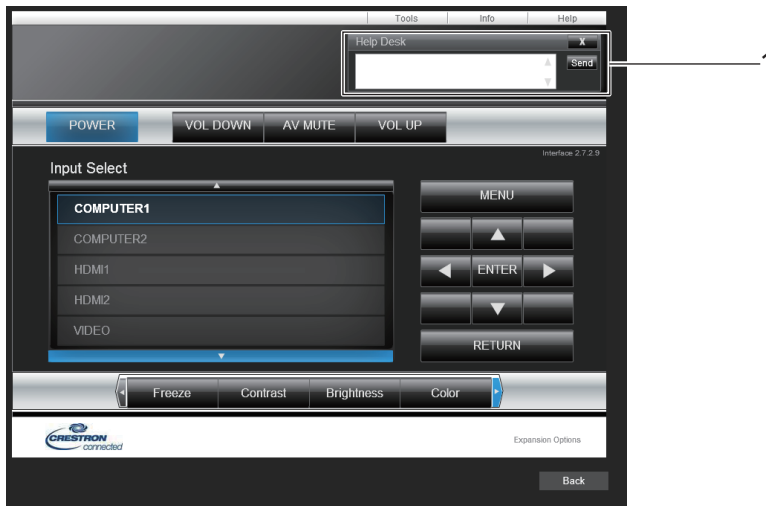 Tools Info Help
Help Desk X
Send
POWER VOL DOWN AV MUTE VOL UP
Interface 2.7.2.9
Input Select
MENU
COMPUTER1
COMPUTER2
HDMI1 ENTER
HDMI2
VIDEO
RETURN
Freeze Contrast Brightness Color
CRESTRON
connected
Expansion Options
Back